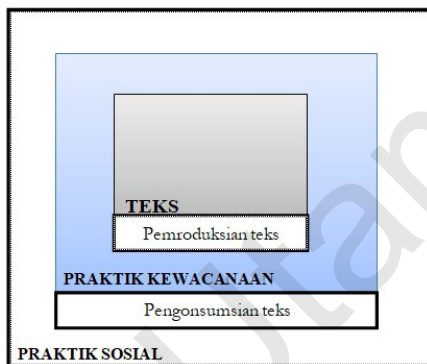 TEKS
Pemroduksian teks
PRAKTIK KEWACANAAN
Pengonsumsian teks
PRAKTIK SOSIAL